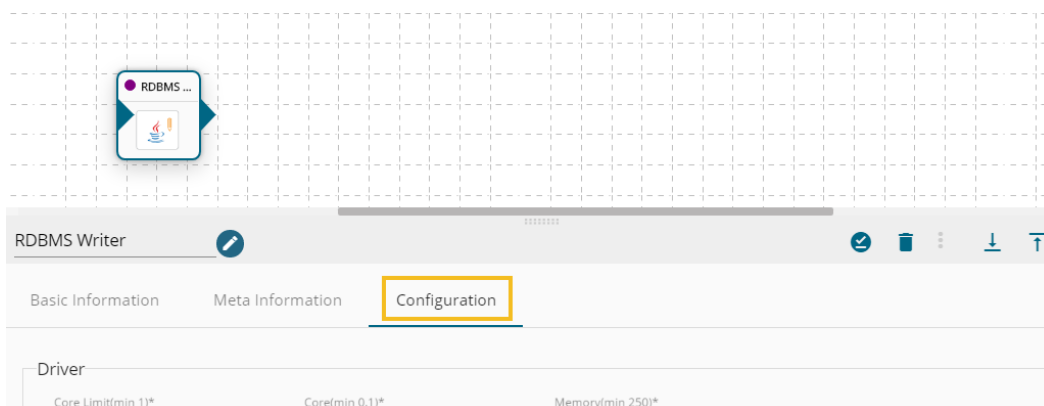 RDBMS ...
RDBMS Writer
Basic Information Meta Information Configuration
Driver
Core Limit(min 1)* Core(min 0.1)* Memory(min 250)*